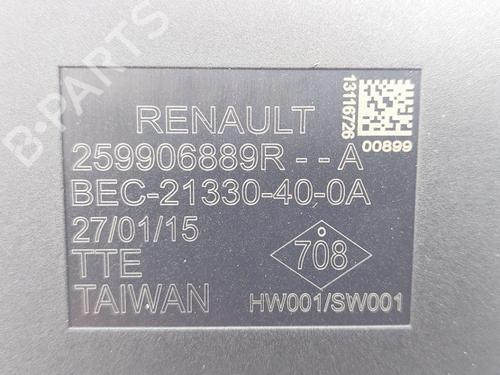 B-PARTS
RENAULT
259906889R - - A
BEC-21330-40-0A
27/01/15
TTE
TAIWAN
13116726
00899
708
HW001/SW001